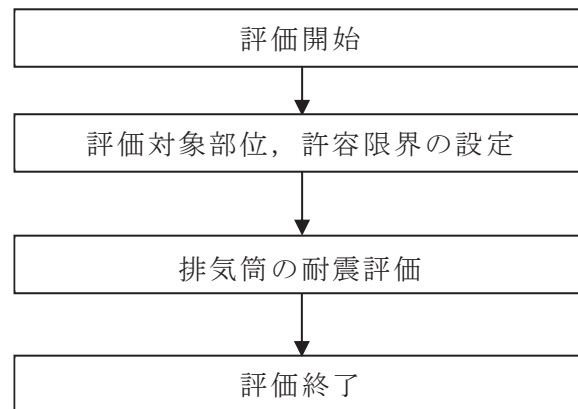 評価開始
評価対象部位，許容限界の設定
排気筒の耐震評価
評価終了